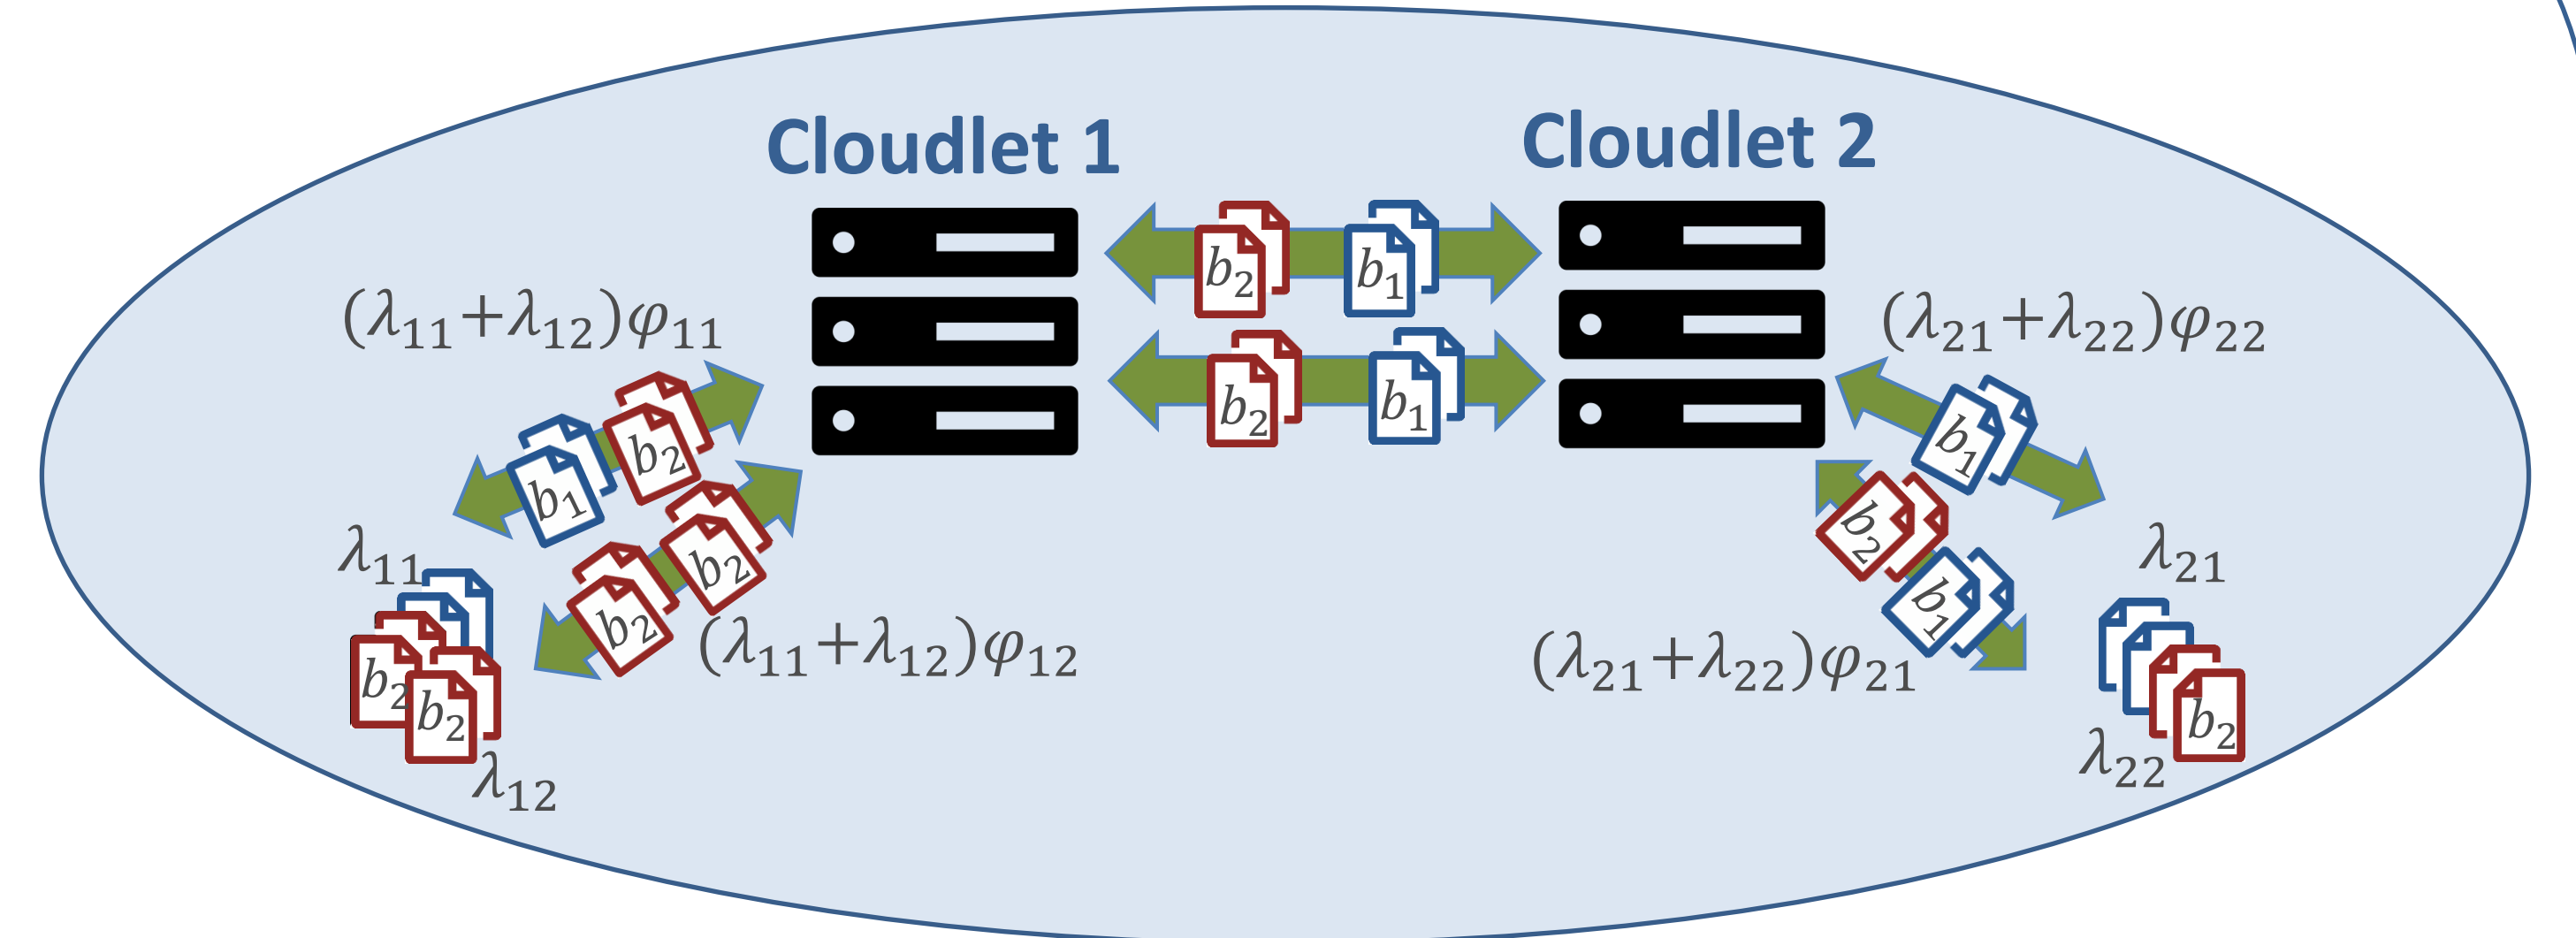 Cloudlet 1
Cloudlet 2
b₂
b₁
(λ₁₁+λ₁₂)φ₁₁
(λ₂₁+λ₂₂)φ₂₂
b₂
b₁
b₂
b₁
b₁
b₂
b₂
b₂
b₁
λ₁₁
λ₂₁
(λ₁₁+λ₁₂)φ₁₂
(λ₂₁+λ₂₂)φ₂₁
b₂
b₂
b₂
λ₁₂
λ₂₂